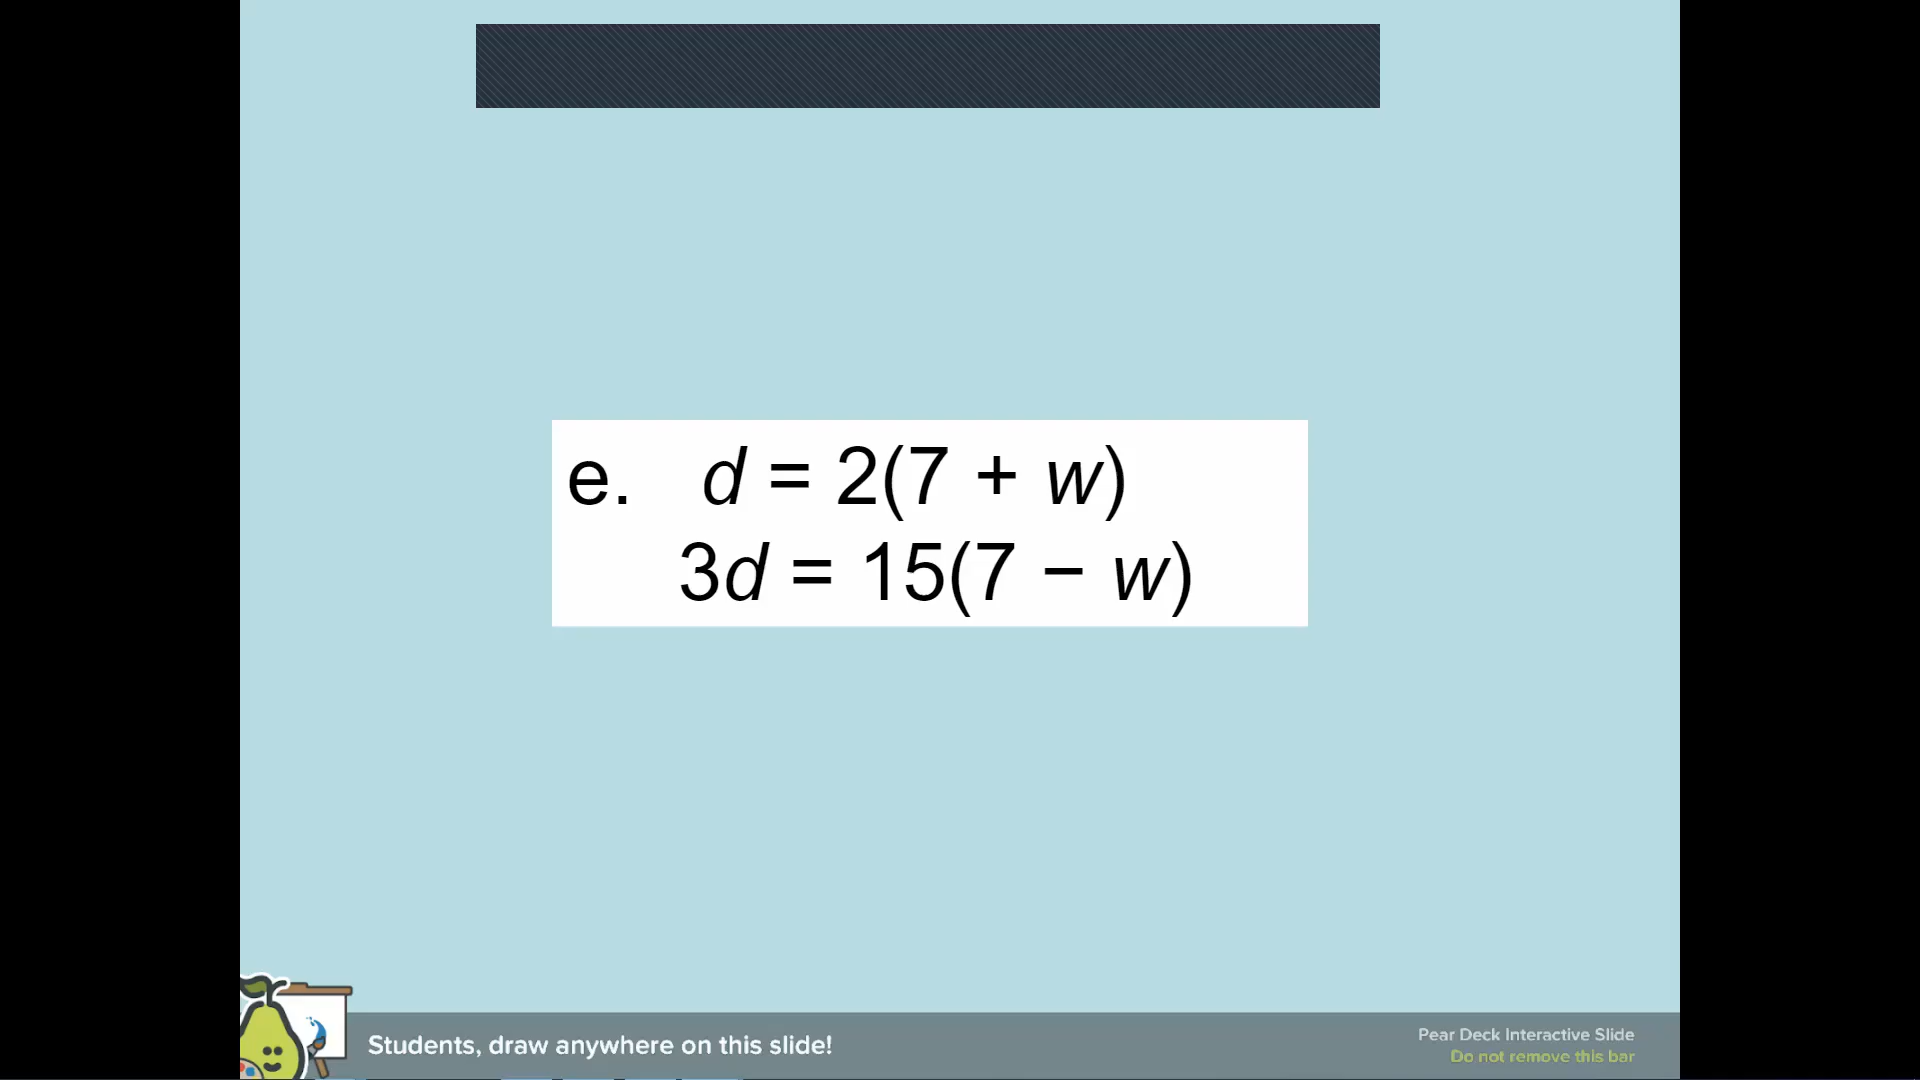 e. d = 2(7 + w)
3d = 15(7 − w)
Students, draw anywhere on this slide!
Pear Deck Interactive Slide
Do not remove this bar